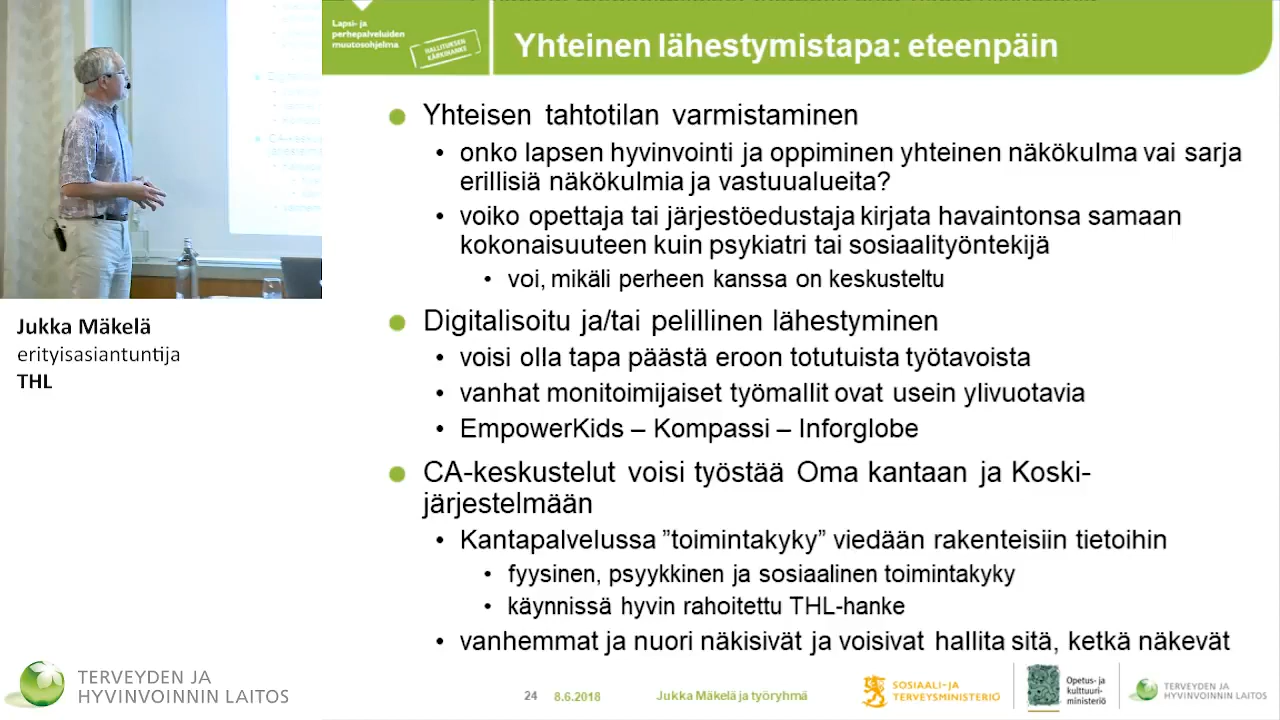 Lapsi- ja
perhepalveluiden
muutosohjelma
HALLITUKSEN
KÄRKIHANKE
Yhteinen lähestymistapa: eteenpäin
Yhteisen tahtotilan varmistaminen
onko lapsen hyvinvointi ja oppiminen yhteinen näkökulma vai sarja
erillisiä näkökulmia ja vastuualueita?
voiko opettaja tai järjestöedustaja kirjata havaintonsa samaan
kokonaisuuteen kuin psykiatri tai sosiaalityöntekijä
voi, mikäli perheen kanssa on keskusteltu
Digitalisoitu ja/tai pelillinen lähestyminen
voisi olla tapa päästä eroon totutuista työtavoista
vanhat monitoimijaiset työmallit ovat usein ylivuotavia
EmpowerKids – Kompassi – Inforglobe
CA-keskustelut voisi työstää Oma kantaan ja Koski-
järjestelmään
Kantapalvelussa ”toimintakyky” viedään rakenteisiin tietoihin
fyysinen, psyykkinen ja sosiaalinen toimintakyky
käynnissä hyvin rahoitettu THL-hanke
vanhemmat ja nuori näkisivät ja voisivat hallita sitä, ketkä näkevät
Jukka Mäkelä
erityisasiantuntija
THL
TERVEYDEN JA
HYVINVOINNIN LAITOS
24
8.6.2018
Jukka Mäkelä ja työryhmä
SOSIAALI- JA
TERVEYSMINISTERIÖ
Opetus- ja
kulttuuri-
ministeriö
TERVEYDEN JA
HYVINVOINNIN LAITOS